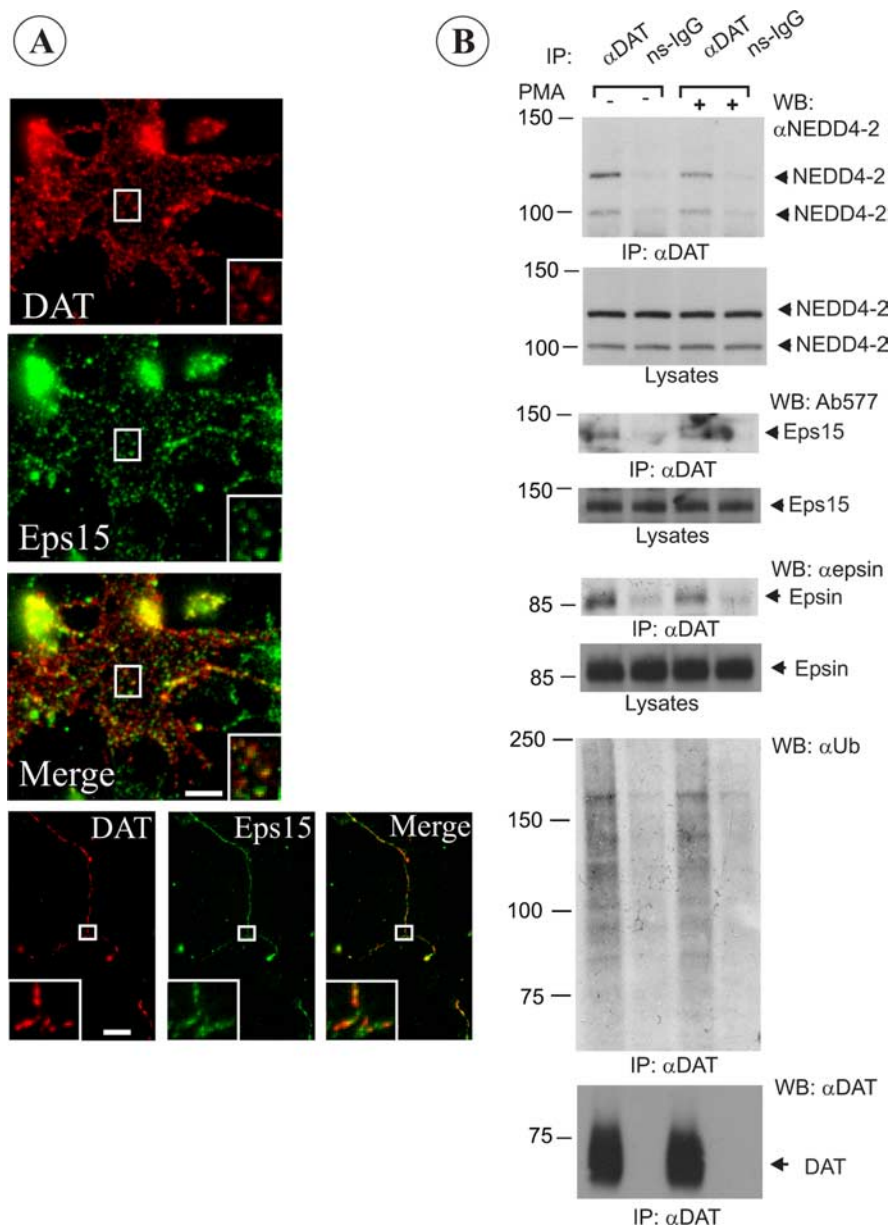 A
DAT
Eps15
Merge
DAT
Eps15
Merge
B
IP: αDAT ns-IgG αDAT ns-IgG
PMA - - + +
WB:
αNEDD4-2
150
NEDD4-2
100
NEDD4-2
IP: αDAT
150
NEDD4-2
100
NEDD4-2
Lysates
WB: Ab577
150
Eps15
IP: αDAT
150
Eps15
Lysates
WB: αepsin
85
Epsin
IP: αDAT
85
Epsin
Lysates
250
WB: αUb
150
100
75
IP: αDAT
WB: αDAT
75
DAT
IP: αDAT